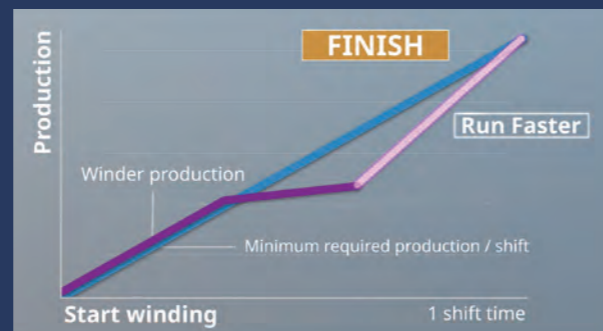 FINISH
Production
Run Faster
Winder production
Minimum required production / shift
Start winding
1 shift time